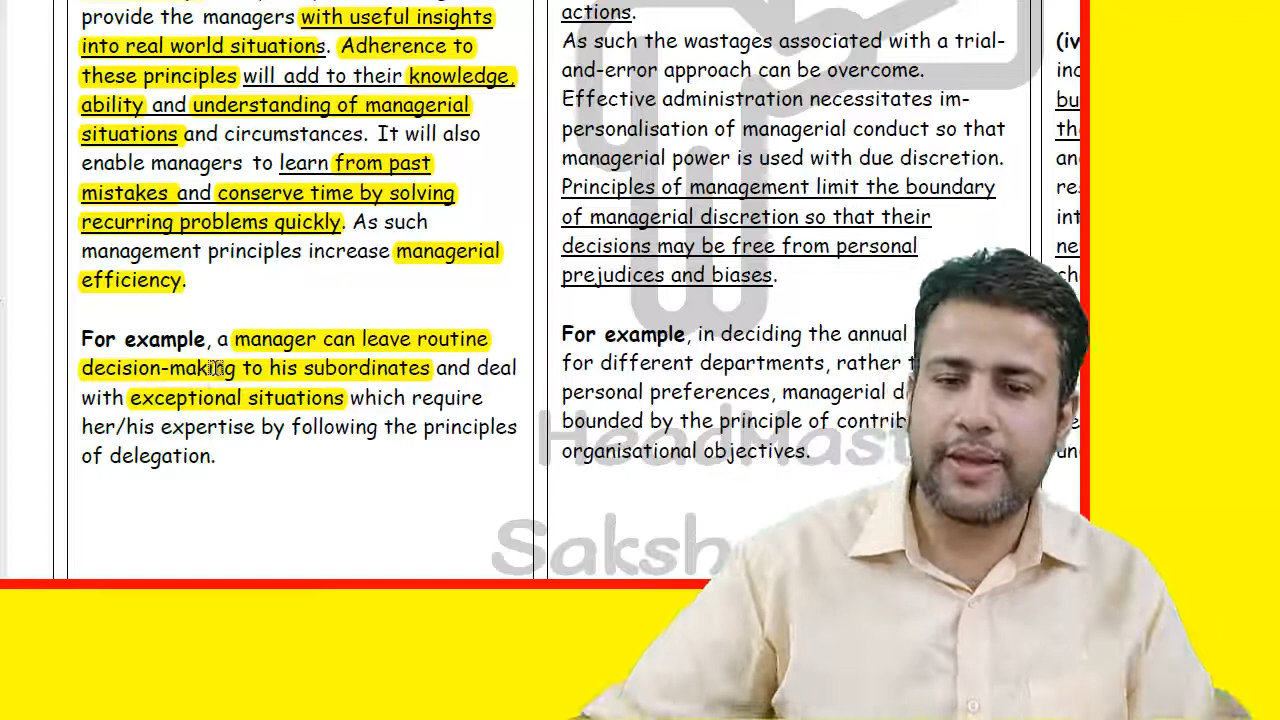 provide the managers with useful insights
into real world situations. Adherence to
these principles will add to their knowledge,
ability and understanding of managerial
situations and circumstances. It will also
enable managers to learn from past
mistakes and conserve time by solving
recurring problems quickly. As such
management principles increase managerial
efficiency.
For example, a manager can leave routine
decision-making to his subordinates and deal
with exceptional situations which require
her/his expertise by following the principles
of delegation.
actions.
As such the wastages associated with a trial-
and-error approach can be overcome.
Effective administration necessitates im-
personalisation of managerial conduct so that
managerial power is used with due discretion.
Principles of management limit the boundary
of managerial discretion so that their
decisions may be free from personal
prejudices and biases.
For example, in deciding the annual
for different departments, rather
personal preferences, managerial
bounded by the principle of
organisational objectives.
(iv
HeadMast
Saksh